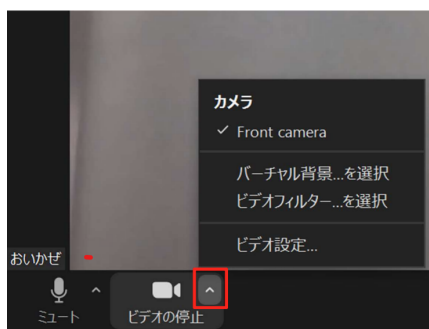 カメラ
✓ Front camera
バーチャル背景...を選択
ビデオフィルター...を選択
ビデオ設定...
おいかぜ
ミュート
ビデオの停止